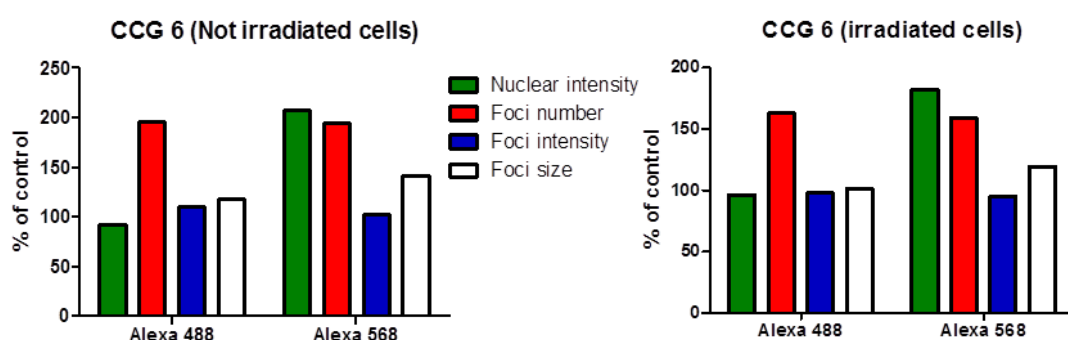 CCG 6 (Not irradiated cells)
250
200
150
100
50
0
% of control
Alexa 488
Alexa 568
Nuclear intensity
Foci number
Foci intensity
Foci size
CCG 6 (irradiated cells)
200
150
100
50
0
% of control
Alexa 488
Alexa 568